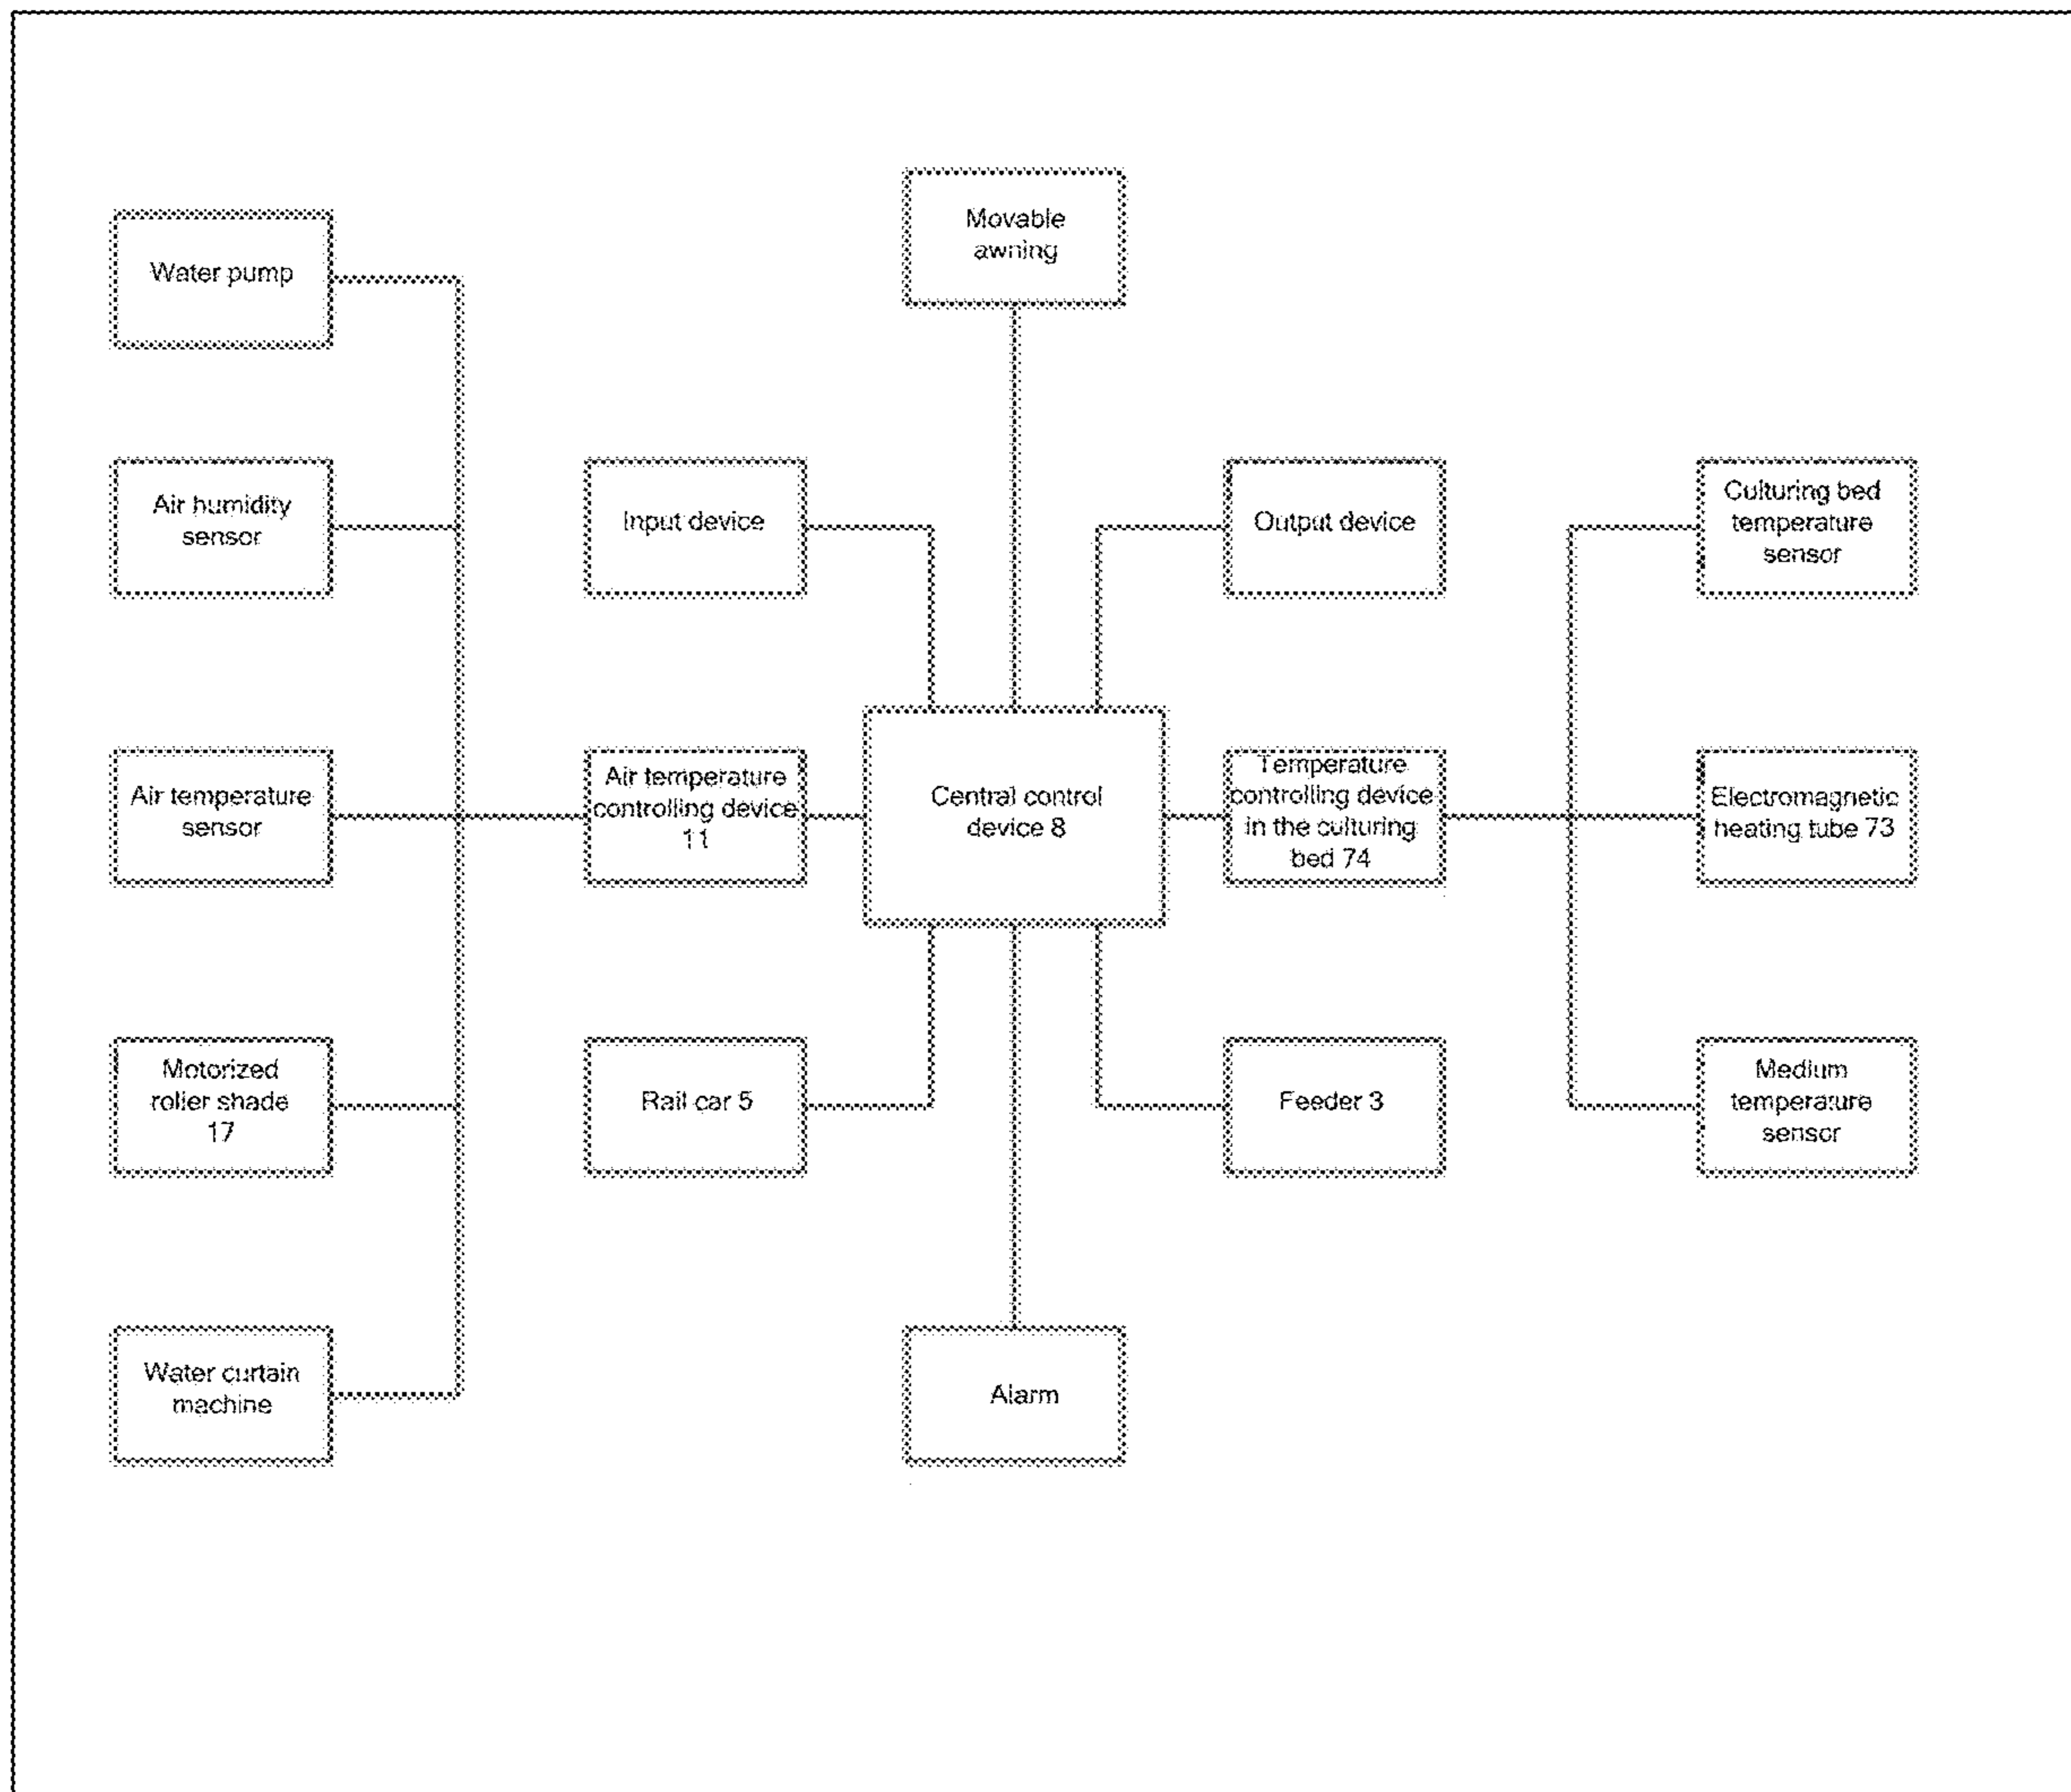 Movable
awning
Water pump
Air humidity
sensor
Input device
Output device
Culturing bed
temperature
sensor
Air temperature
sensor
Air temperature
controlling device
11
Central control
device 8
Temperature
controlling device
in the culturing
bed 74
Electromagnetic
heating tube 73
Motorized
roller shade
17
Rail car 5
Feeder 3
Medium
temperature
sensor
Water curtain
machine
Alarm